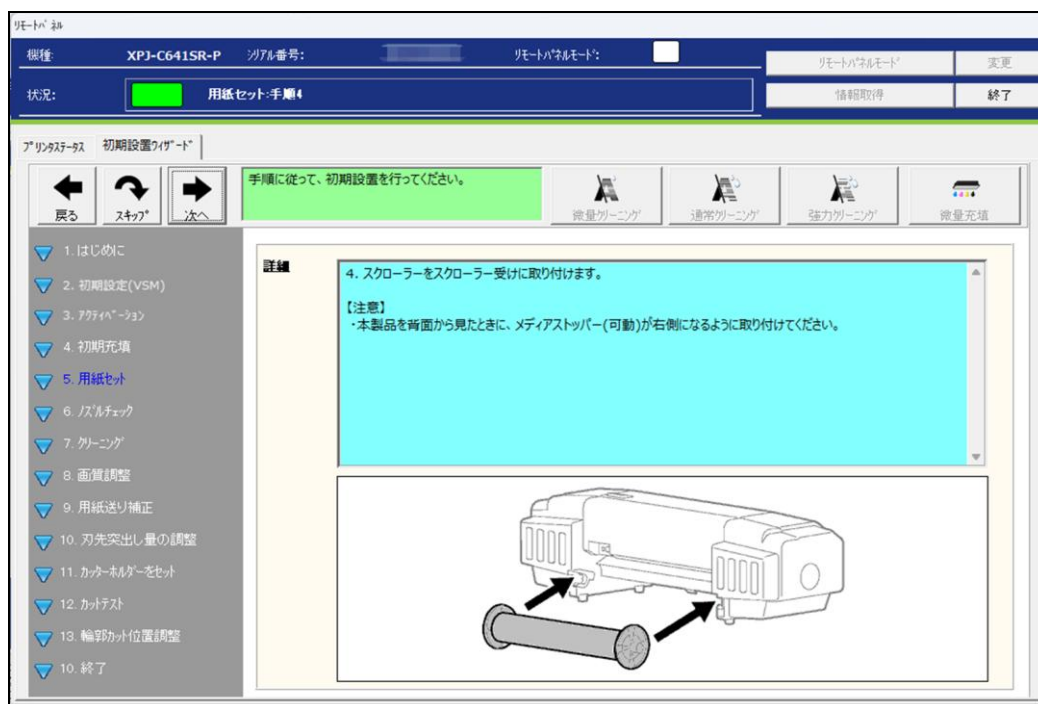 ﾘﾓｰﾄﾊﾟﾈﾙ
機種:
XPJ-C641SR-P
ｼﾘｱﾙ番号:
ﾘﾓｰﾄﾊﾟﾈﾙﾓｰﾄﾞ:
ﾘﾓｰﾄﾊﾟﾈﾙﾓｰﾄﾞ
変更
状況:
用紙セット:手順4
情報取得
終了
ﾌﾟﾘﾝﾀｽﾃｰﾀｽ
初期設置ｳｨｻﾞｰﾄﾞ
戻る
ｽｷｯﾌﾟ
次へ
手順に従って、初期設置を行ってください。
微量ｸﾘｰﾆﾝｸﾞ
通常ｸﾘｰﾆﾝｸﾞ
強力ｸﾘｰﾆﾝｸﾞ
微量充填
1. はじめに
2. 初期設定(VSM)
3. ｱｸﾃｨﾍﾞｰｼｮﾝ
4. 初期充填
5. 用紙ｾｯﾄ
6. ﾉｽﾞﾙﾁｪｯｸ
7. ｸﾘｰﾆﾝｸﾞ
8. 画質調整
9. 用紙送り補正
10. 刃先突出し量の調整
11. ｶｯﾀｰﾎﾙﾀﾞｰをｾｯﾄ
12. ｶｯﾄﾃｽﾄ
13. 輪郭ｶｯﾄ位置調整
10. 終了
詳細
4. スクローラーをスクローラー受けに取り付けます。
【注意】
・本製品を背面から見たときに、メディアストッパー(可動)が右側になるように取り付けてください。